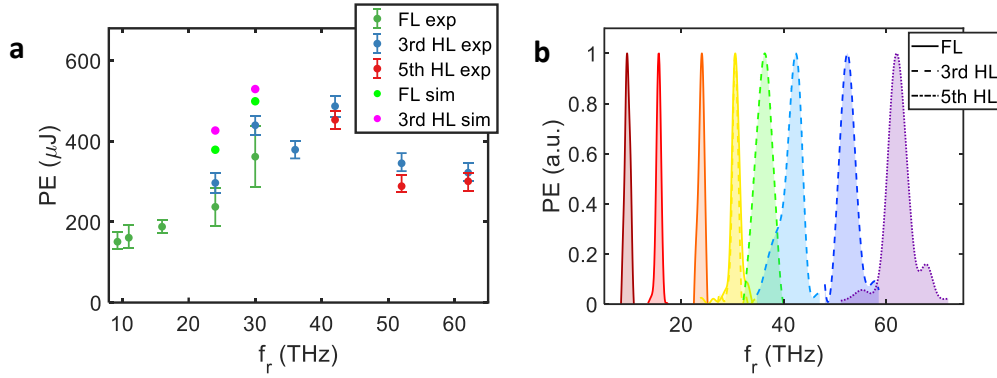 a
FL exp
3rd HL exp
5th HL exp
FL sim
3rd HL sim
600
400
200
0
PE (μJ)
10 20 30 40 50 60
f_r (THz)
b
FL
3rd HL
5th HL
1
0.8
0.6
0.4
0.2
0
PE (a.u.)
20 40 60
f_r (THz)